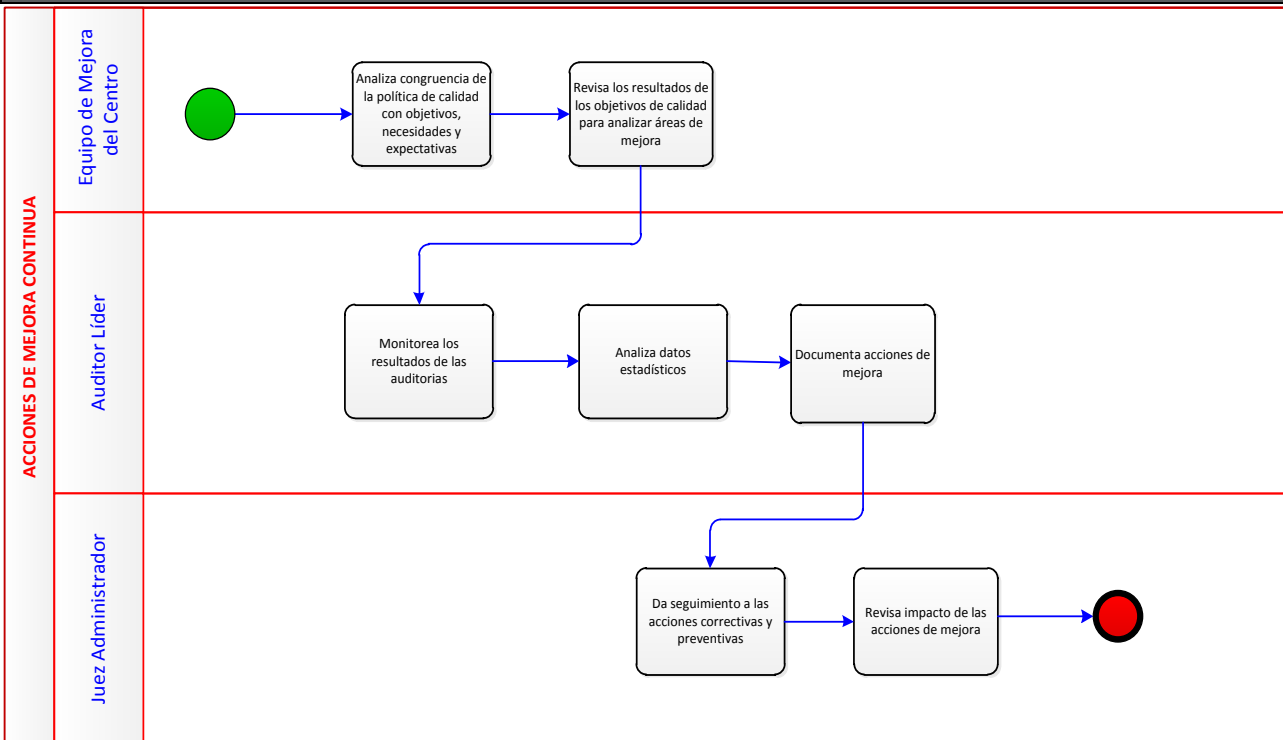 ACCIONES DE MEJORA CONTINUA
Equipo de Mejora
del Centro
Analiza congruencia de
la política de calidad
con objetivos,
necesidades y
expectativas
Revisa los resultados de
los objetivos de calidad
para analizar áreas de
mejora
Auditor Líder
Monitorea los
resultados de las
auditorias
Analiza datos
estadísticos
Documenta acciones de
mejora
Juez Administrador
Da seguimiento a las
acciones correctivas y
preventivas
Revisa impacto de las
acciones de mejora